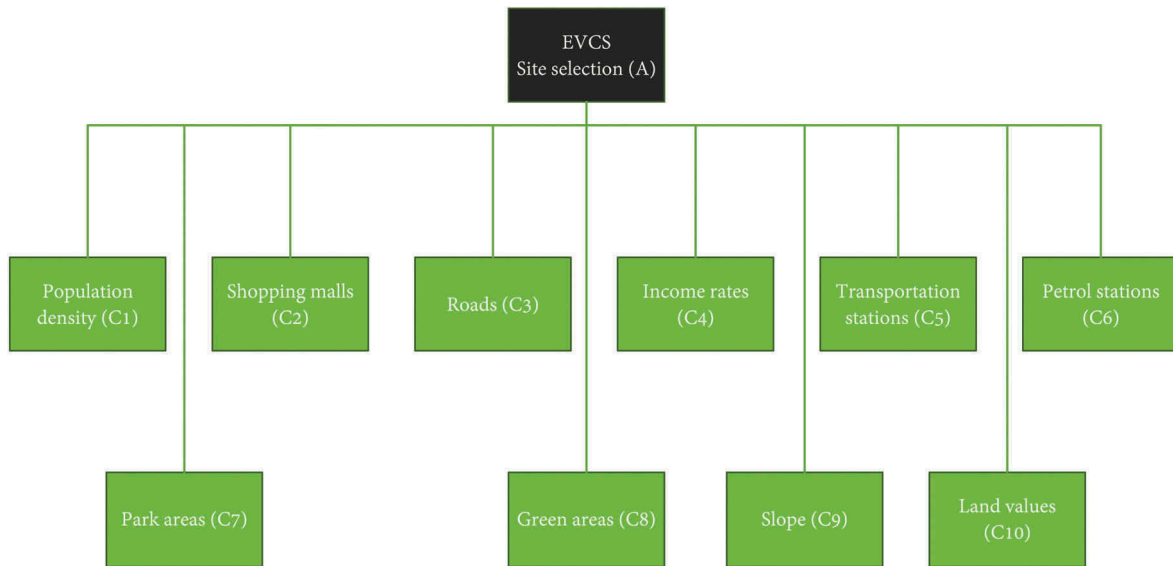 EVCS
Site selection (A)
Population
density (C1)
Shopping malls
(C2)
Roads (C3)
Income rates
(C4)
Transportation
stations (C5)
Petrol stations
(C6)
Park areas (C7)
Green areas (C8)
Slope (C9)
Land values
(C10)